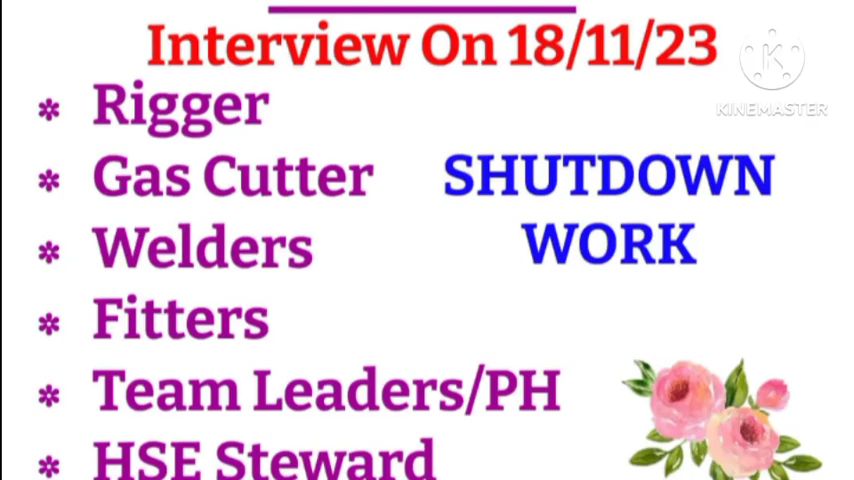 Interview On 18/11/23
KINEMASTER
* Rigger
* Gas Cutter
* Welders
* Fitters
* Team Leaders/PH
* HSE Steward
SHUTDOWN
WORK